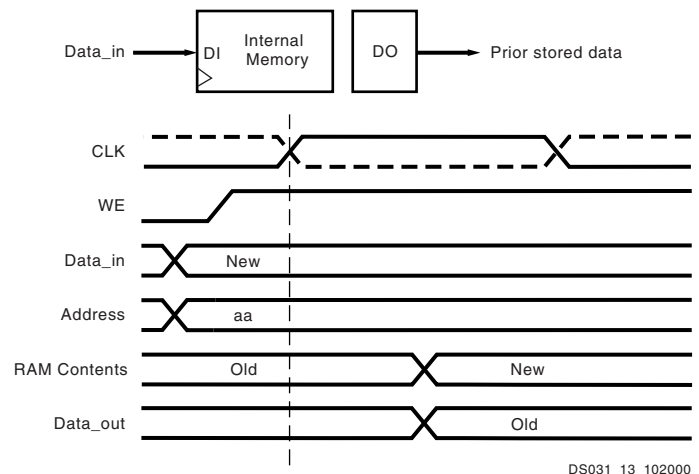 Data_in DI Internal Memory DO Prior stored data
CLK
WE
Data_in New
Address aa
RAM Contents Old New
Data_out Old
DS031_13_102000